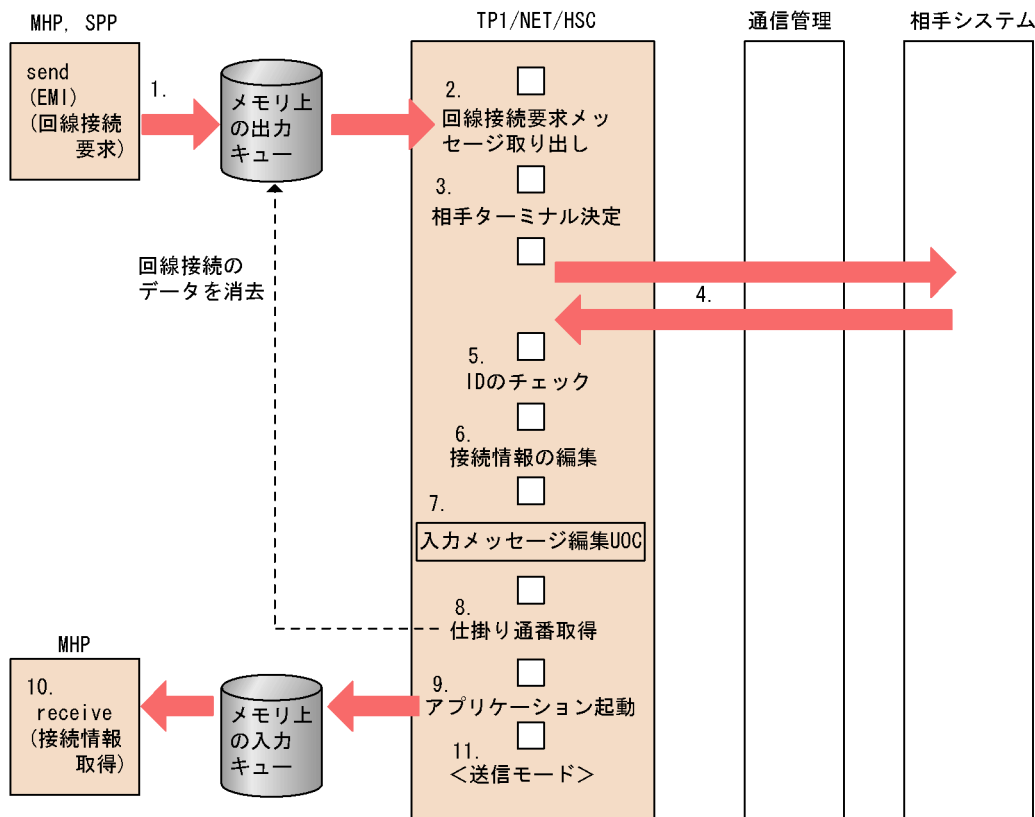 MHP, SPP
TP1/NET/HSC
通信管理
相手システム
send
(EMI)
(回線接続
要求)
1.
メモリ上
の出力
キュー
2.
回線接続要求メッ
セージ取り出し
3.
相手ターミナル決定
回線接続の
データを消去
4.
5.
IDのチェック
6.
接続情報の編集
7.
入力メッセージ編集UOC
8.
仕掛り通番取得
MHP
10.
receive
(接続情報
取得)
メモリ上
の入力
キュー
9.
アプリケーション起動
11.
<送信モード>